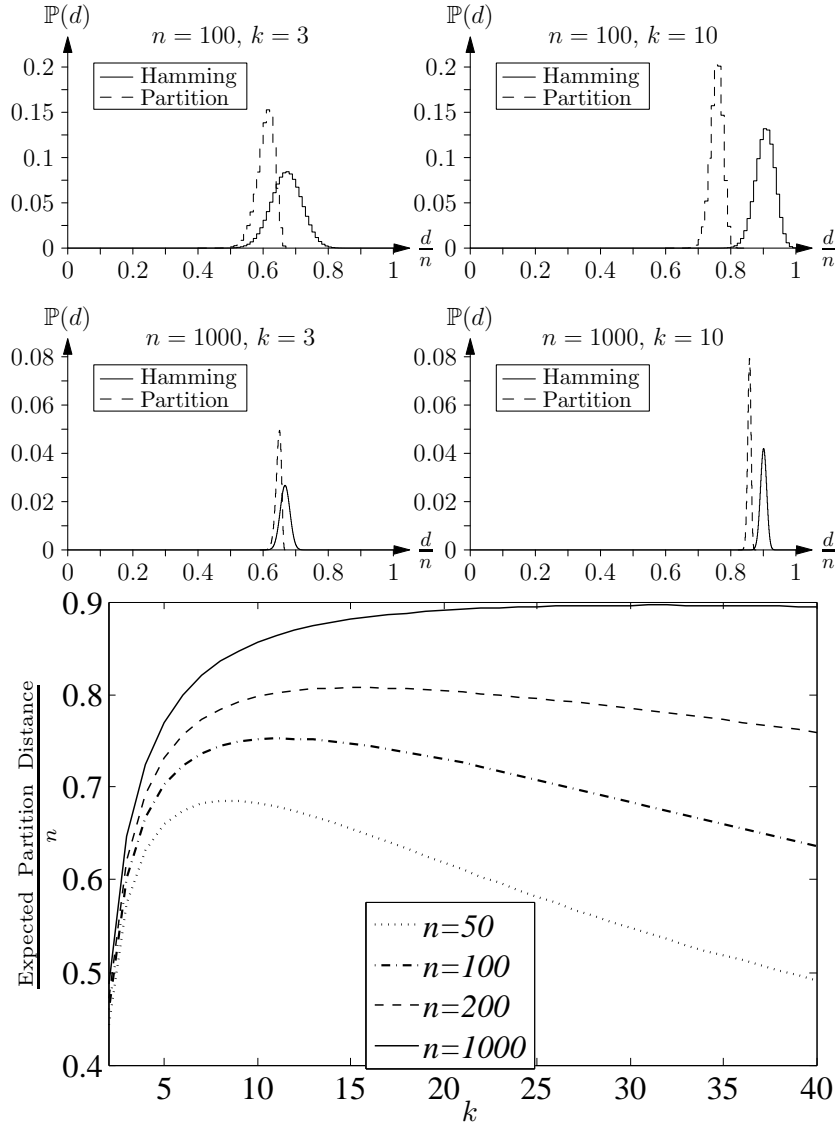 ℙ(d)
n = 100, k = 3
Hamming
Partition
0.2
0.15
0.1
0.05
0
0 0.2 0.4 0.6 0.8 1
d/n
ℙ(d)
n = 100, k = 10
Hamming
Partition
0.2
0.15
0.1
0.05
0
0 0.2 0.4 0.6 0.8 1
d/n
ℙ(d)
n = 1000, k = 3
Hamming
Partition
0.08
0.06
0.04
0.02
0
0 0.2 0.4 0.6 0.8 1
d/n
ℙ(d)
n = 1000, k = 10
Hamming
Partition
0.08
0.06
0.04
0.02
0
0 0.2 0.4 0.6 0.8 1
d/n
Expected Partition Distance
n
0.9
0.8
0.7
0.6
0.5
0.4
n=50
n=100
n=200
n=1000
5 10 15 20 25 30 35 40
k